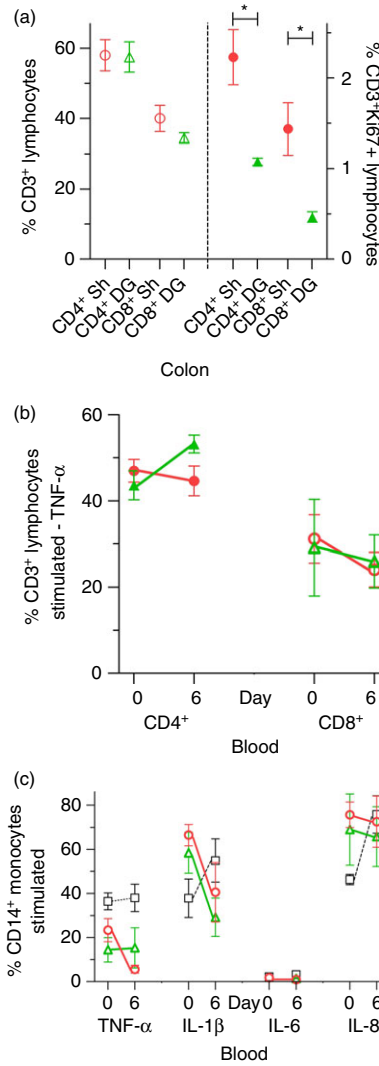 (a)
% CD3⁺ lymphocytes
60
40
20
0
*
*
2
1
0
% CD3⁺Ki67+ lymphocytes
CD4⁺ Sh
CD4⁺ DG
CD8⁺ Sh
CD8⁺ DG
CD4⁺ Sh
CD4⁺ DG
CD8⁺ Sh
CD8⁺ DG
Colon
(b)
% CD3⁺ lymphocytes
stimulated - TNF-α
60
40
20
0
0 6 Day 0 6
CD4⁺ CD8⁺
Blood
(c)
% CD14⁺ monocytes
stimulated
80
60
40
20
0
0 6 0 6 Day 0 6 0 6
TNF-α IL-1β IL-6 IL-8
Blood